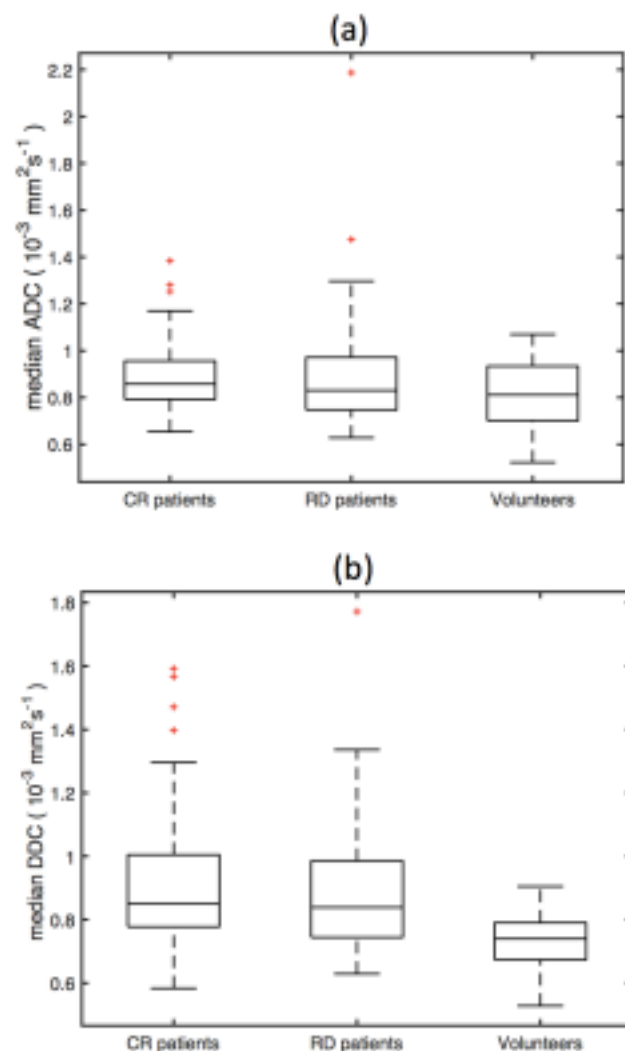 (a)
median ADC ( 10⁻³ mm²s⁻¹)
2.2
2
1.8
1.6
1.4
1.2
1
0.8
0.6
CR patients RD patients Volunteers
(b)
median DDC ( 10⁻³ mm²s⁻¹)
1.8
1.6
1.4
1.2
1
0.8
0.6
CR patients RD patients Volunteers